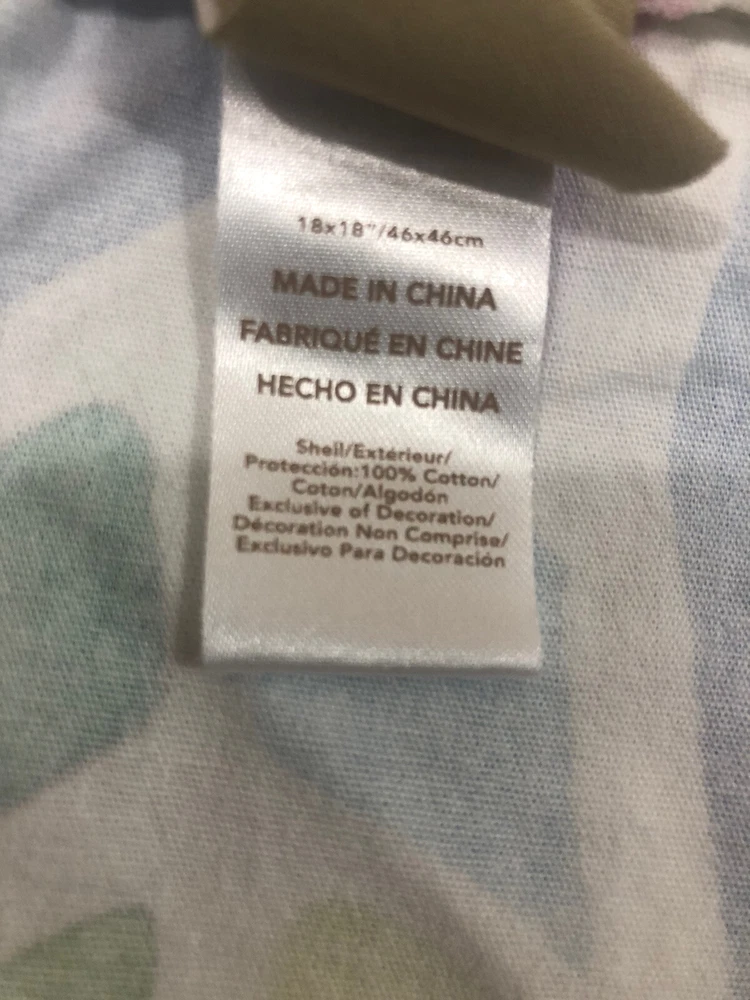 18x18"/46x46cm
MADE IN CHINA
FABRIQUÉ EN CHINE
HECHO EN CHINA
Shell/Extérieur/
Protección:100% Cotton/
Coton/Algodón
Exclusive of Decoration/
Décoration Non Comprise/
Exclusivo Para Decoración